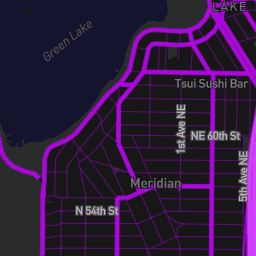 LAKE
Green Lake
Tsui Sushi Bar
1st Ave NE
NE 60th St
5th Ave NE
Meridian
N 54th St